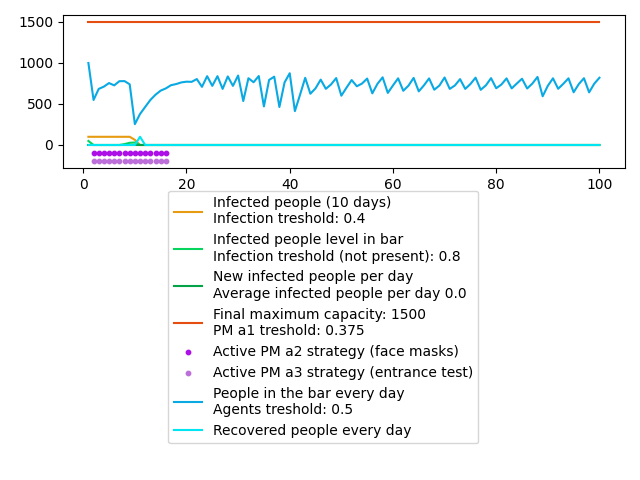 1500
1000
500
0
0
20
40
60
80
100
Infected people (10 days)
Infection treshold: 0.4
Infected people level in bar
Infection treshold (not present): 0.8
New infected people per day
Average infected people per day 0.0
Final maximum capacity: 1500
PM a1 treshold: 0.375
Active PM a2 strategy (face masks)
Active PM a3 strategy (entrance test)
People in the bar every day
Agents treshold: 0.5
Recovered people every day